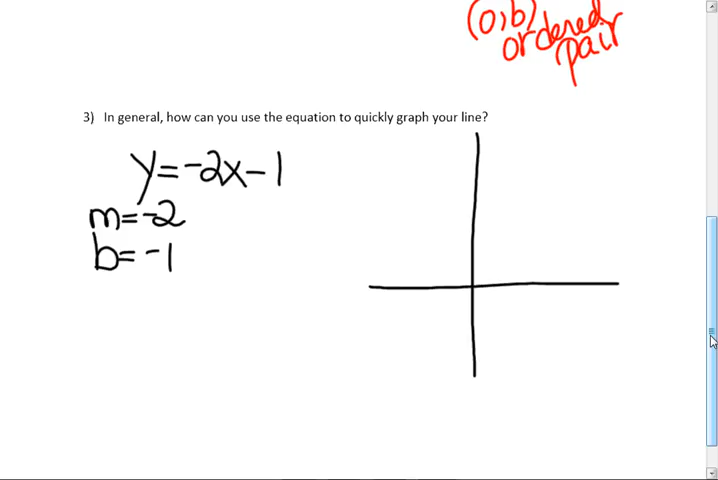 (0,b)
ordered
pair
3) In general, how can you use the equation to quickly graph your line?
y=-2x-1
m=-2
b=-1